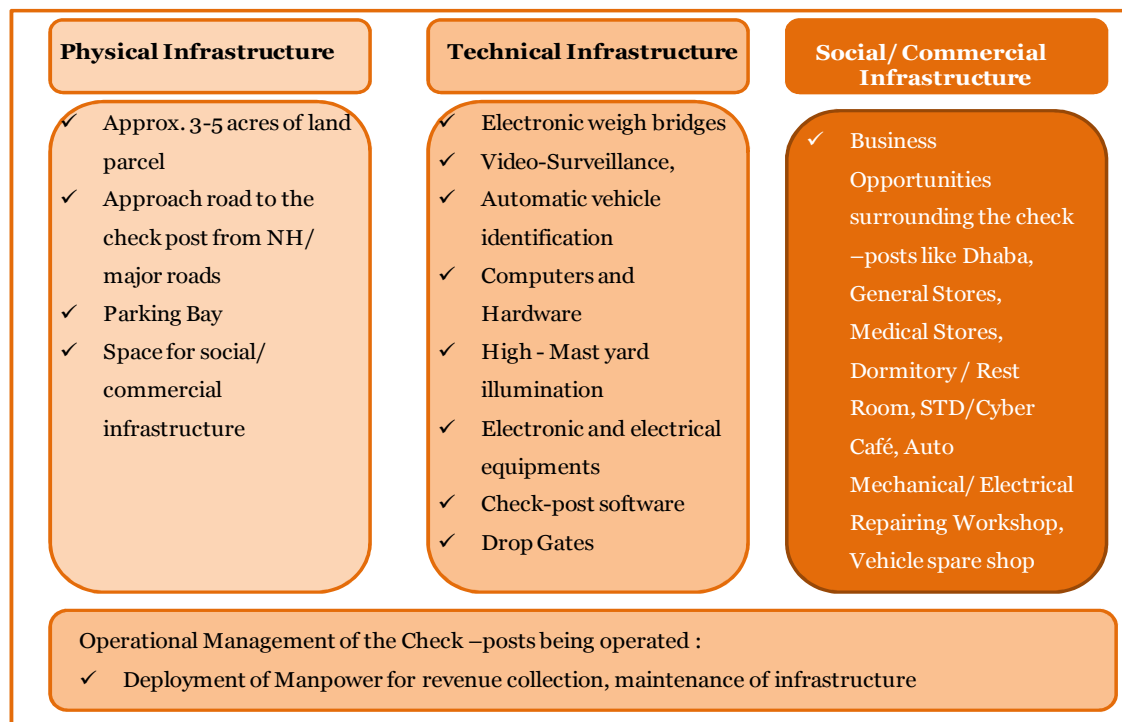 Physical Infrastructure
Approx. 3-5 acres of land
parcel
Approach road to the
check post from NH/
major roads
Parking Bay
Space for social/
commercial
infrastructure
Technical Infrastructure
Electronic weigh bridges
Video-Surveillance,
Automatic vehicle
identification
Computers and
Hardware
High - Mast yard
illumination
Electronic and electrical
equipments
Check-post software
Drop Gates
Social/ Commercial
Infrastructure
Business
Opportunities
surrounding the check
–posts like Dhaba,
General Stores,
Medical Stores,
Dormitory / Rest
Room, STD/Cyber
Café, Auto
Mechanical/ Electrical
Repairing Workshop,
Vehicle spare shop
Operational Management of the Check –posts being operated :
Deployment of Manpower for revenue collection, maintenance of infrastructure